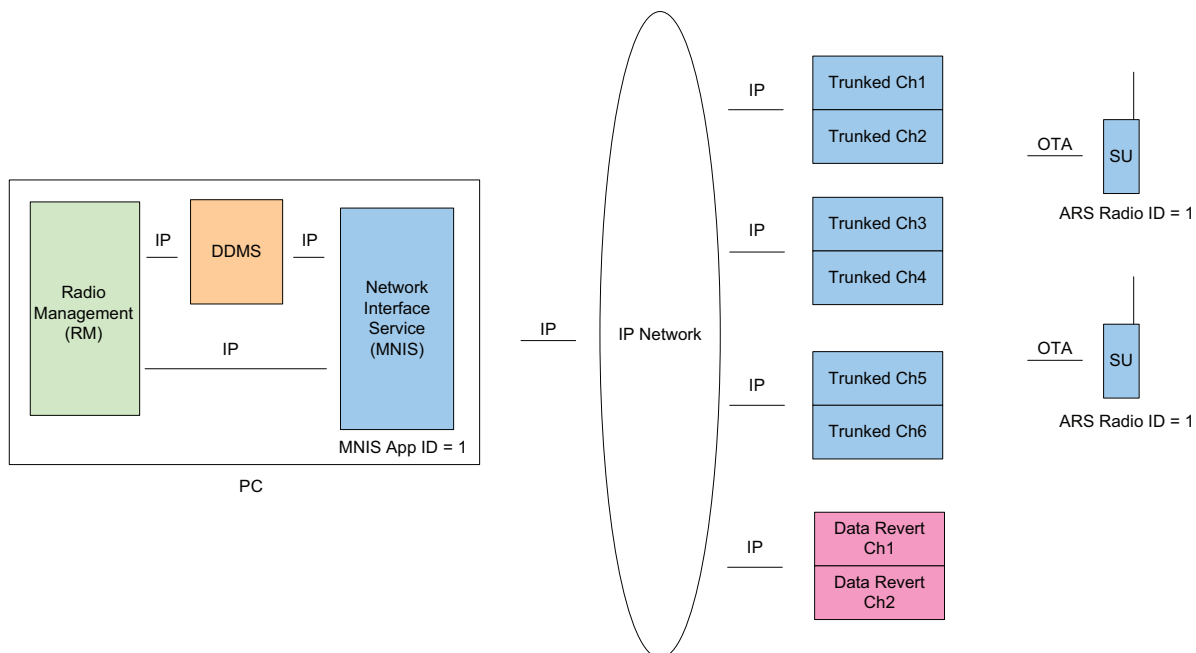 Radio
Management
(RM)
IP
DDMS
IP
Network
Interface
Service
(MNIS)
IP
MNIS App ID = 1
PC
IP
IP Network
IP
Trunked Ch1
Trunked Ch2
OTA
SU
ARS Radio ID = 1
IP
Trunked Ch3
Trunked Ch4
IP
Trunked Ch5
Trunked Ch6
OTA
SU
ARS Radio ID = 1
IP
Data Revert
Ch1
Data Revert
Ch2